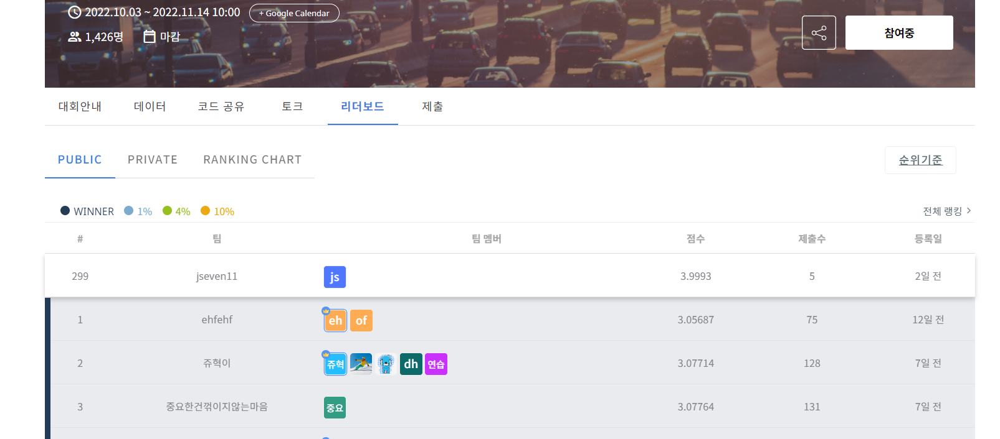 2022.10.03 ~ 2022.11.14 10:00 + Google Calendar
1,426명 마감
참여중
대회안내 데이터 코드 공유 토크 리더보드 제출
PUBLIC PRIVATE RANKING CHART
순위기준
WINNER 1% 4% 10% 전체 랭킹 >
# 팀 팀 멤버 점수 제출수 등록일
299 jseven11 js 3.9993 5 2일 전
1 ehfehf eh of 3.05687 75 12일 전
2 쥬혁이 쥬혁 dh 연습 3.07714 128 7일 전
3 중요한건꺾이지않는마음 중요 3.07764 131 7일 전